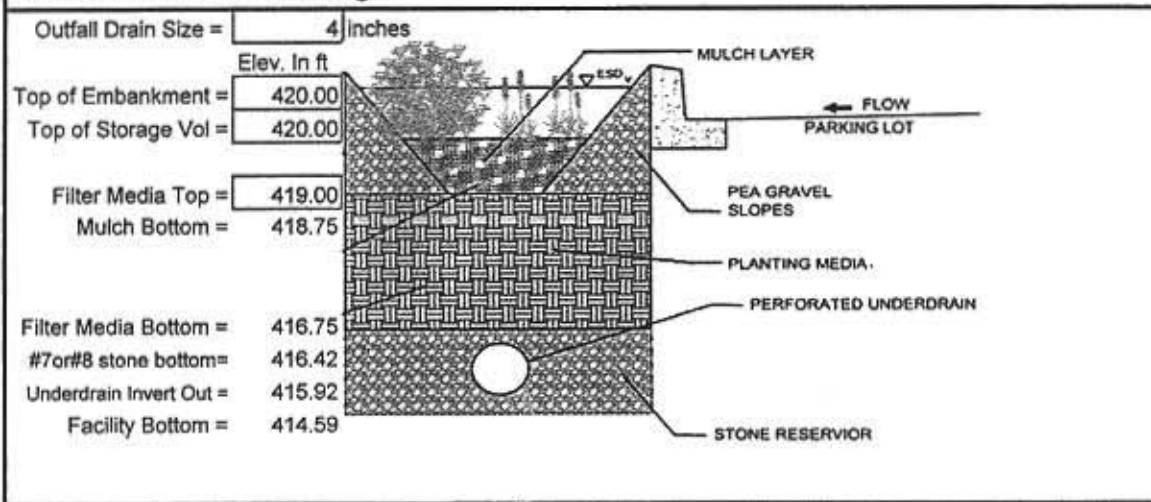 Outfall Drain Size = 4 inches
Elev. In ft
Top of Embankment = 420.00
Top of Storage Vol = 420.00
Filter Media Top = 419.00
Mulch Bottom = 418.75
Filter Media Bottom = 416.75
#7or#8 stone bottom= 416.42
Underdrain Invert Out = 415.92
Facility Bottom = 414.59
ESDv
MULCH LAYER
FLOW
PARKING LOT
PEA GRAVEL
SLOPES
PLANTING MEDIA.
PERFORATED UNDERDRAIN
STONE RESERVIOR